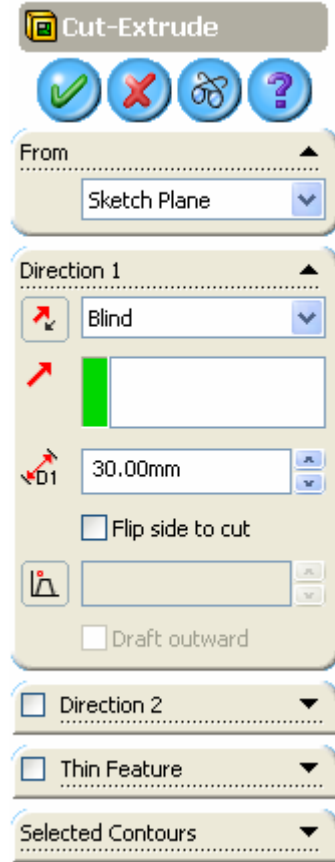 Cut-Extrude
?
From
Sketch Plane
Direction 1
Blind
D1
30.00mm
Flip side to cut
Draft outward
Direction 2
Thin Feature
Selected Contours